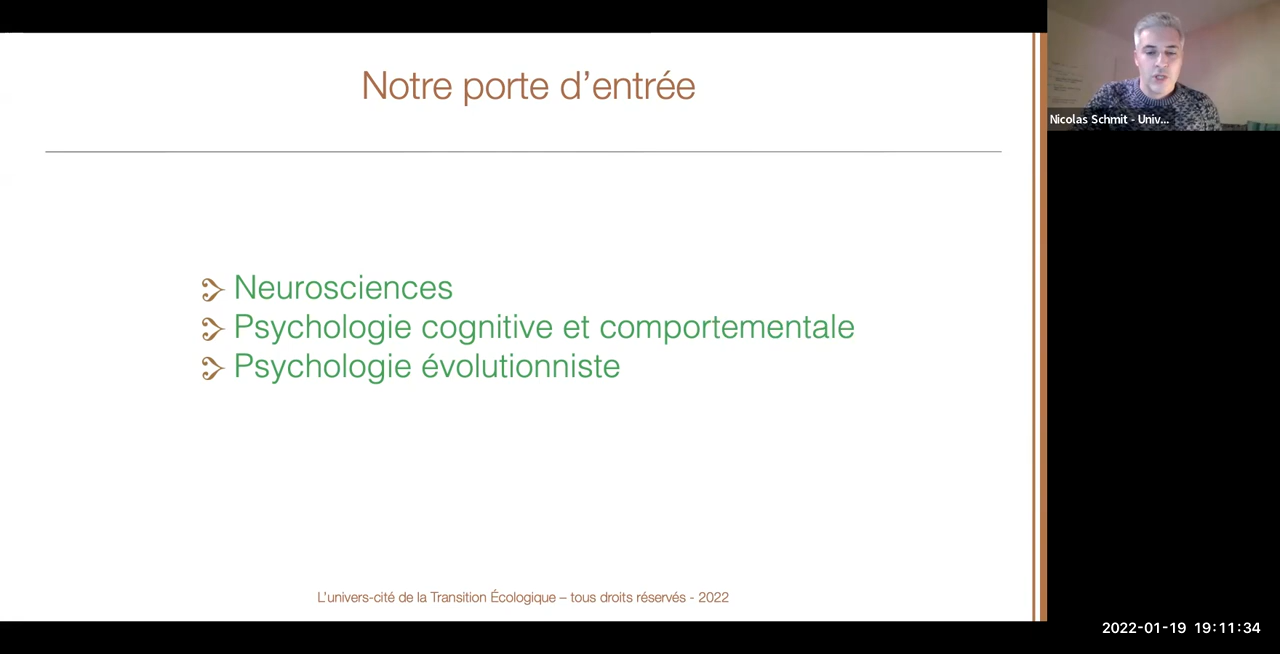 Notre porte d’entrée
Nicolas Schmit - Univ...
Neurosciences
Psychologie cognitive et comportementale
Psychologie évolutionniste
L'univers-cité de la Transition Écologique – tous droits réservés - 2022
2022-01-19 19:11:34